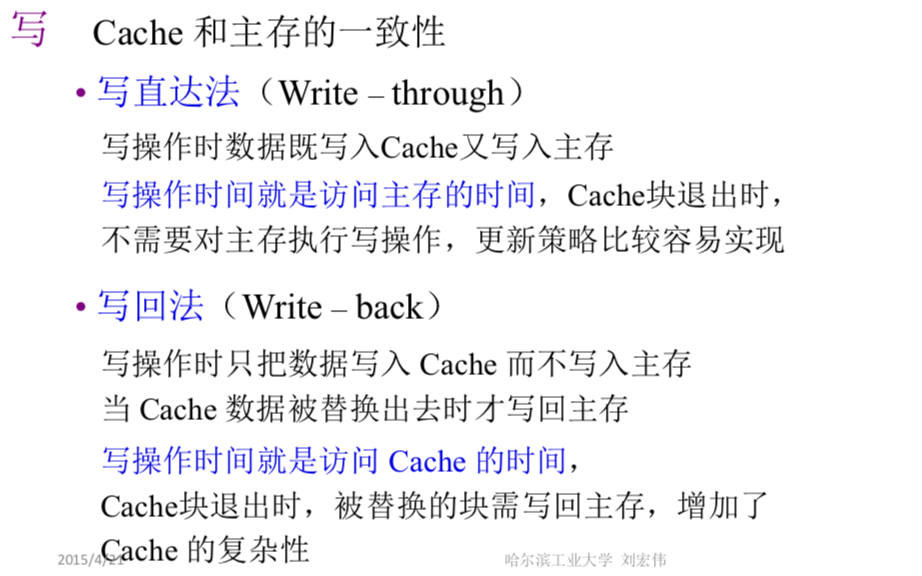 写 Cache 和主存的一致性
• 写直达法（Write – through）
写操作时数据既写入Cache又写入主存
写操作时间就是访问主存的时间，Cache块退出时，
不需要对主存执行写操作，更新策略比较容易实现
• 写回法（Write – back）
写操作时只把数据写入 Cache 而不写入主存
当 Cache 数据被替换出去时才写回主存
写操作时间就是访问 Cache 的时间，
Cache块退出时，被替换的块需写回主存，增加了
Cache 的复杂性
2015/4/21
哈尔滨工业大学 刘宏伟